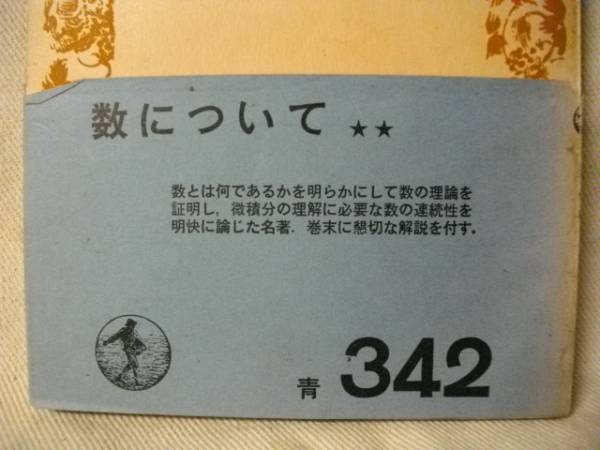 数について ★★
数とは何であるかを明らかにして数の理論を
証明し,微積分の理解に必要な数の連続性を
明快に論じた名著.巻末に懇切な解説を付す.
青 342